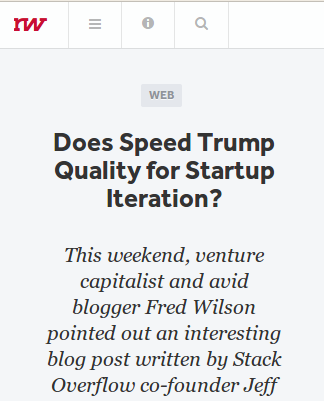 rw
WEB
Does Speed Trump
Quality for Startup
Iteration?
This weekend, venture
capitalist and avid
blogger Fred Wilson
pointed out an interesting
blog post written by Stack
Overflow co-founder Jeff